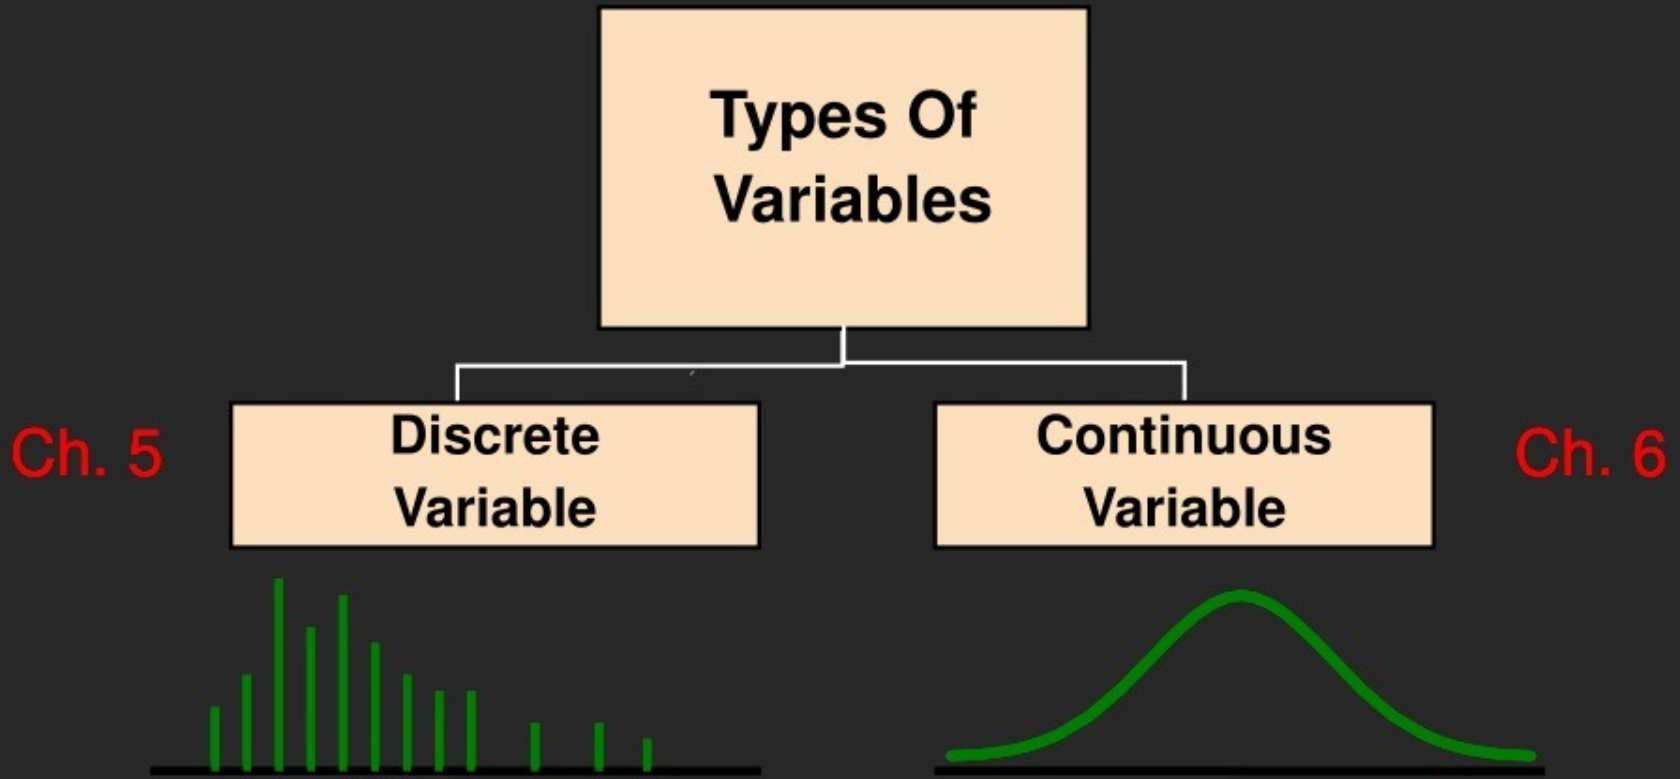 Types Of
Variables
Ch. 5
Discrete
Variable
Continuous
Variable
Ch. 6